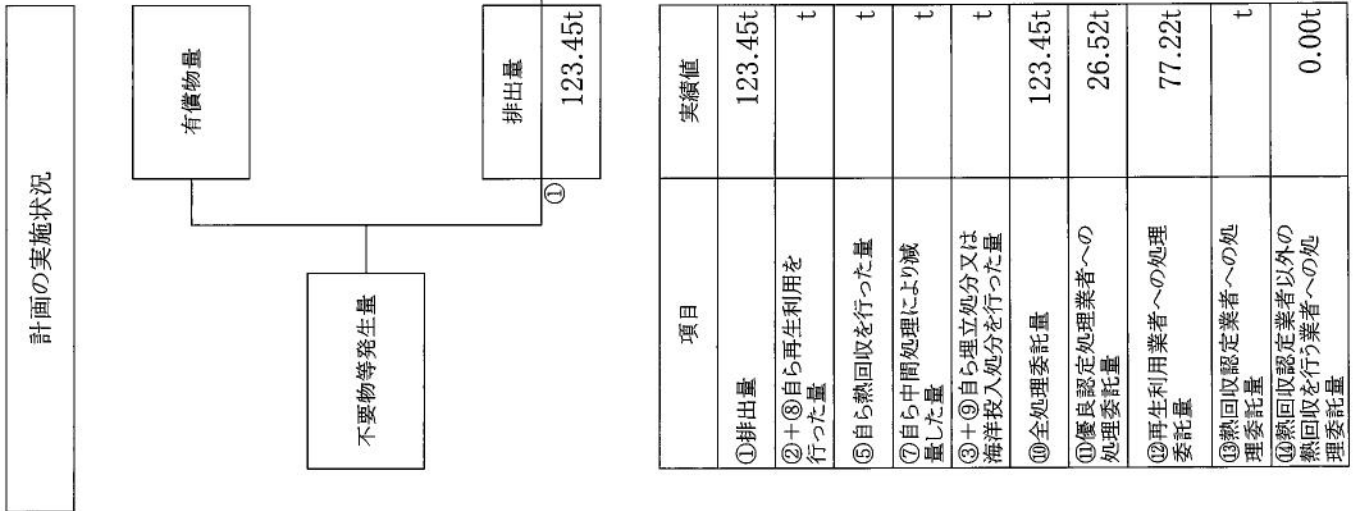 計画の実施状況
有償物量
不要物等発生量
排出量
①
123.45t
項目
実績値
①排出量
123.45t
②+⑧自ら再生利用を
行った量
t
⑤自ら熱回収を行った量
t
⑦自ら中間処理により減
量した量
t
③+⑨自ら埋立処分又は
海洋投入処分を行った量
t
⑩全処理委託量
123.45t
⑪優良認定処理業者への
処理委託量
26.52t
⑫再生利用業者への処理
委託量
77.22t
⑬熱回収認定業者への処
理委託量
t
⑭熱回収認定業者以外の
熱回収を行う業者への処
理委託量
0.00t